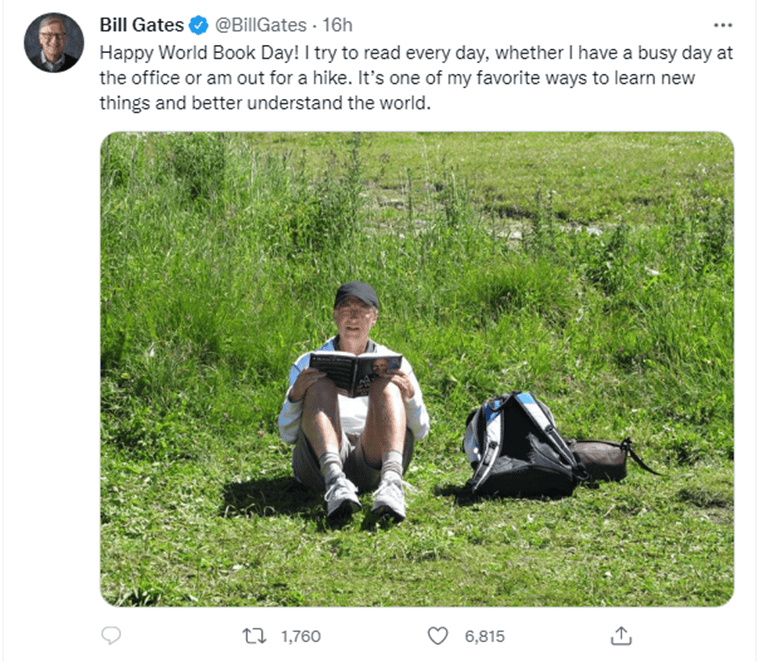 Bill Gates @BillGates · 16h
Happy World Book Day! I try to read every day, whether I have a busy day at
the office or am out for a hike. It’s one of my favorite ways to learn new
things and better understand the world.
1,760 6,815